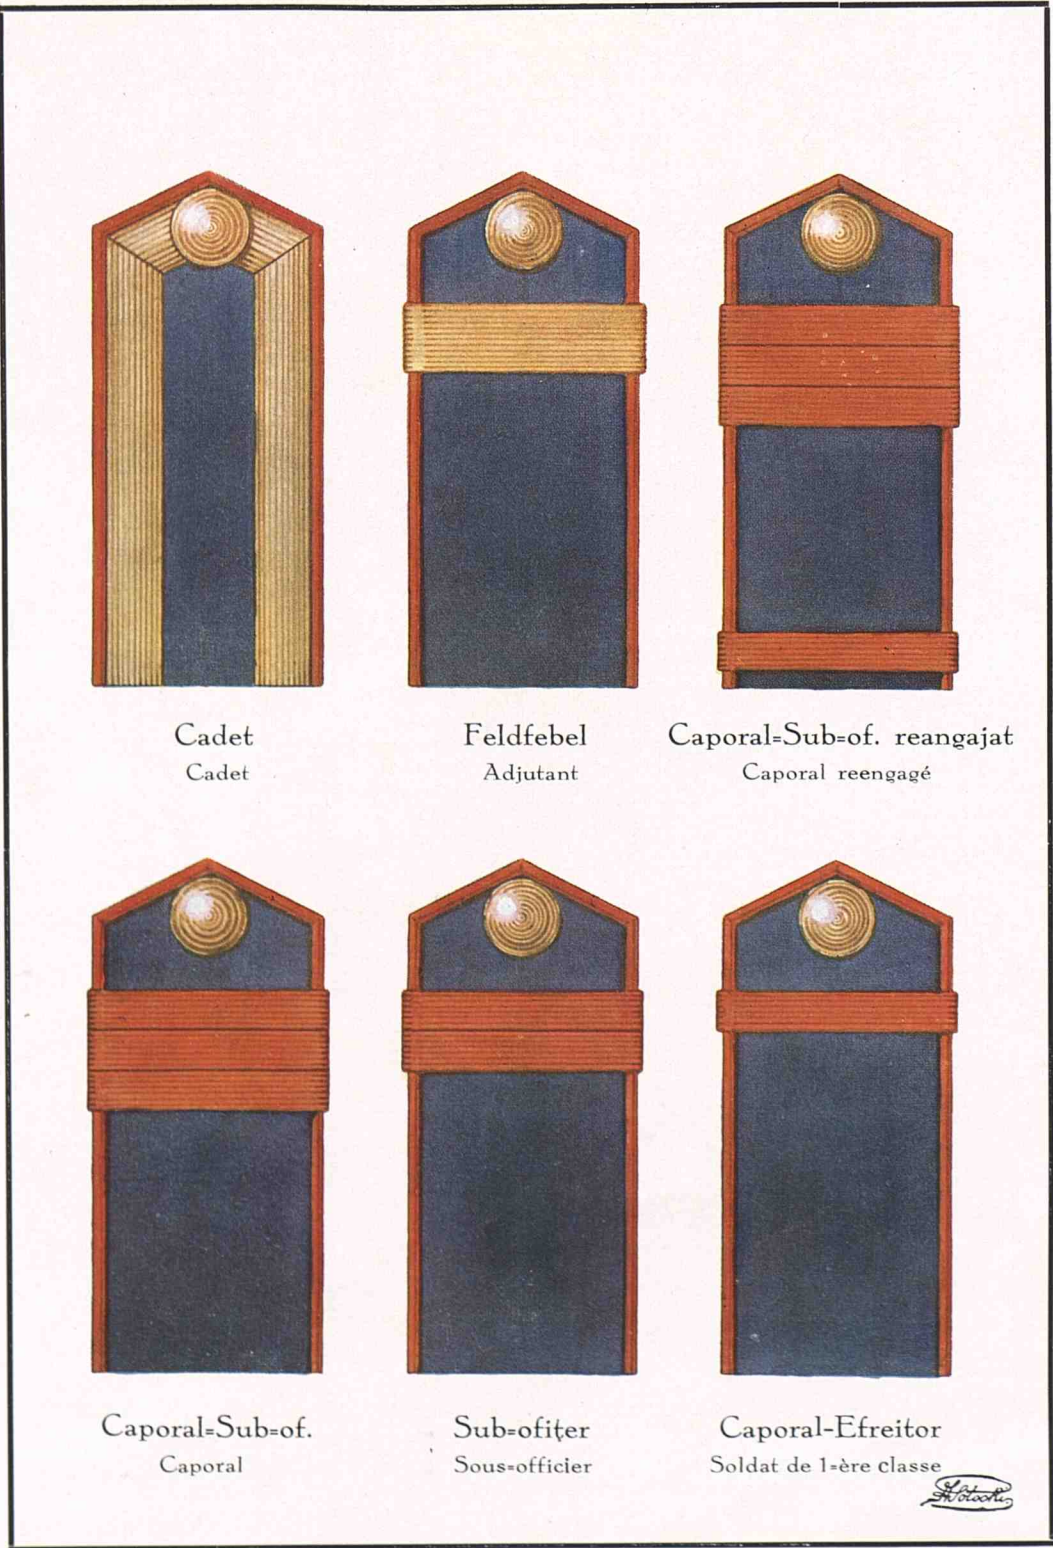 Cadet
Cadet
Feldfebel
Adjutant
Caporal=Sub=of. reangajat
Caporal reengagé
Caporal=Sub=of.
Caporal
Sub=ofițer
Sous=officier
Caporal-Efreitor
Soldat de 1=ère classe